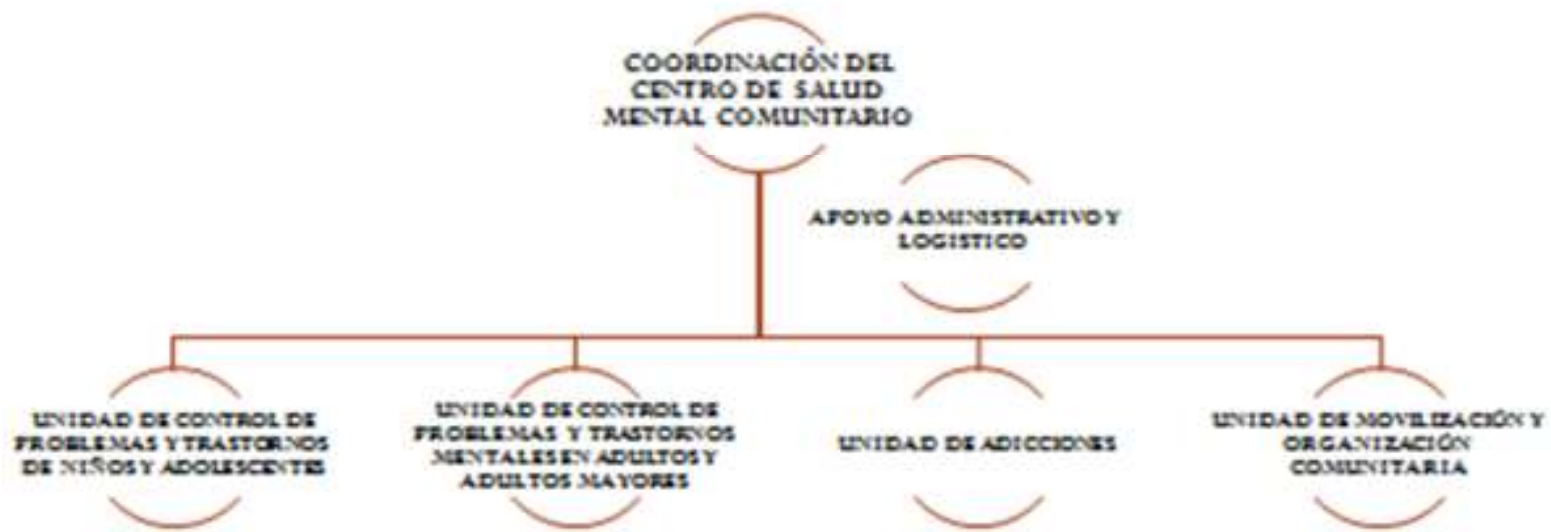 COORDINACIÓN DEL
CENTRO DE SALUD
MENTAL COMUNITARIO
APOYO ADMINISTRATIVO Y
LOGISTICO
UNIDAD DE CONTROL DE
PROBLEMAS Y TRASTORNOS
DE NIÑOS Y ADOLESCENTES
UNIDAD DE CONTROL DE
PROBLEMAS Y TRASTORNOS
MENTALES EN ADULTOS Y
ADULTOS MAYORES
UNIDAD DE ADICCIONES
UNIDAD DE MOVILIZACIÓN Y
ORGANIZACIÓN
COMUNITARIA